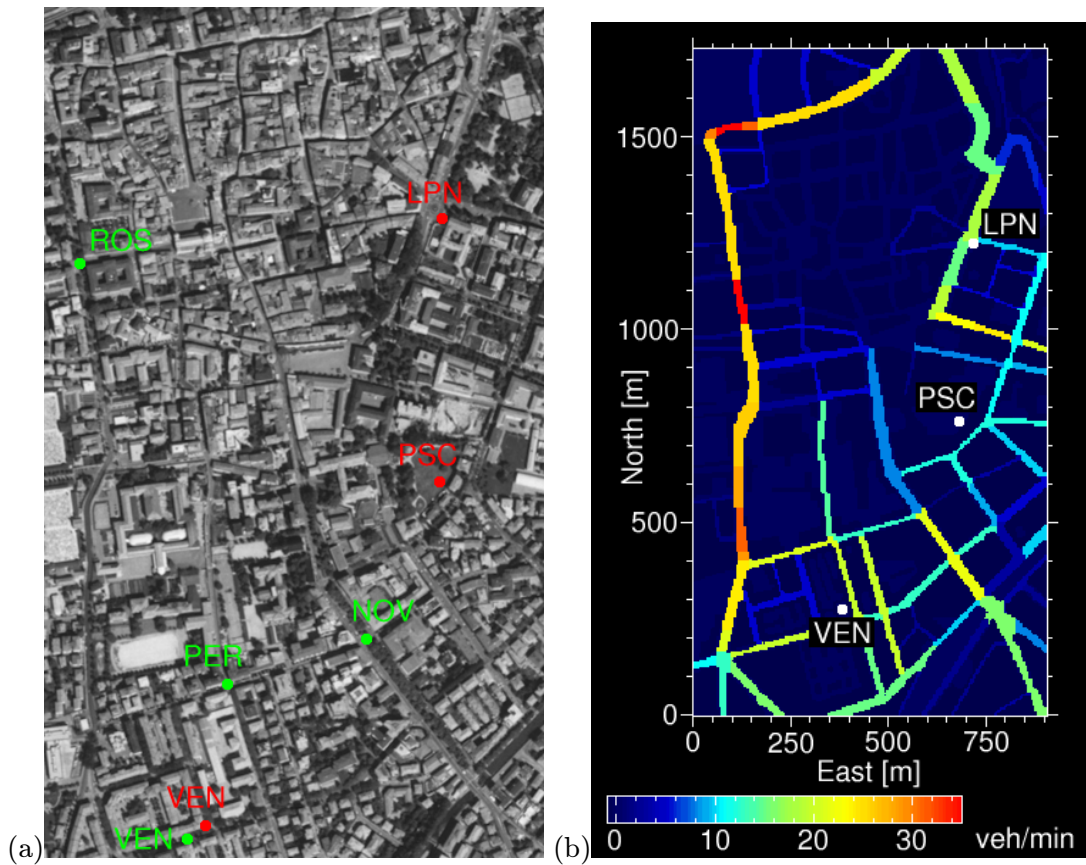 ROS
LPN
PSC
NOV
PER
VEN
VEN
(a)
1500
1000
500
0
North [m]
LPN
PSC
VEN
0 250 500 750
East [m]
0 10 20 30 veh/min
(b)